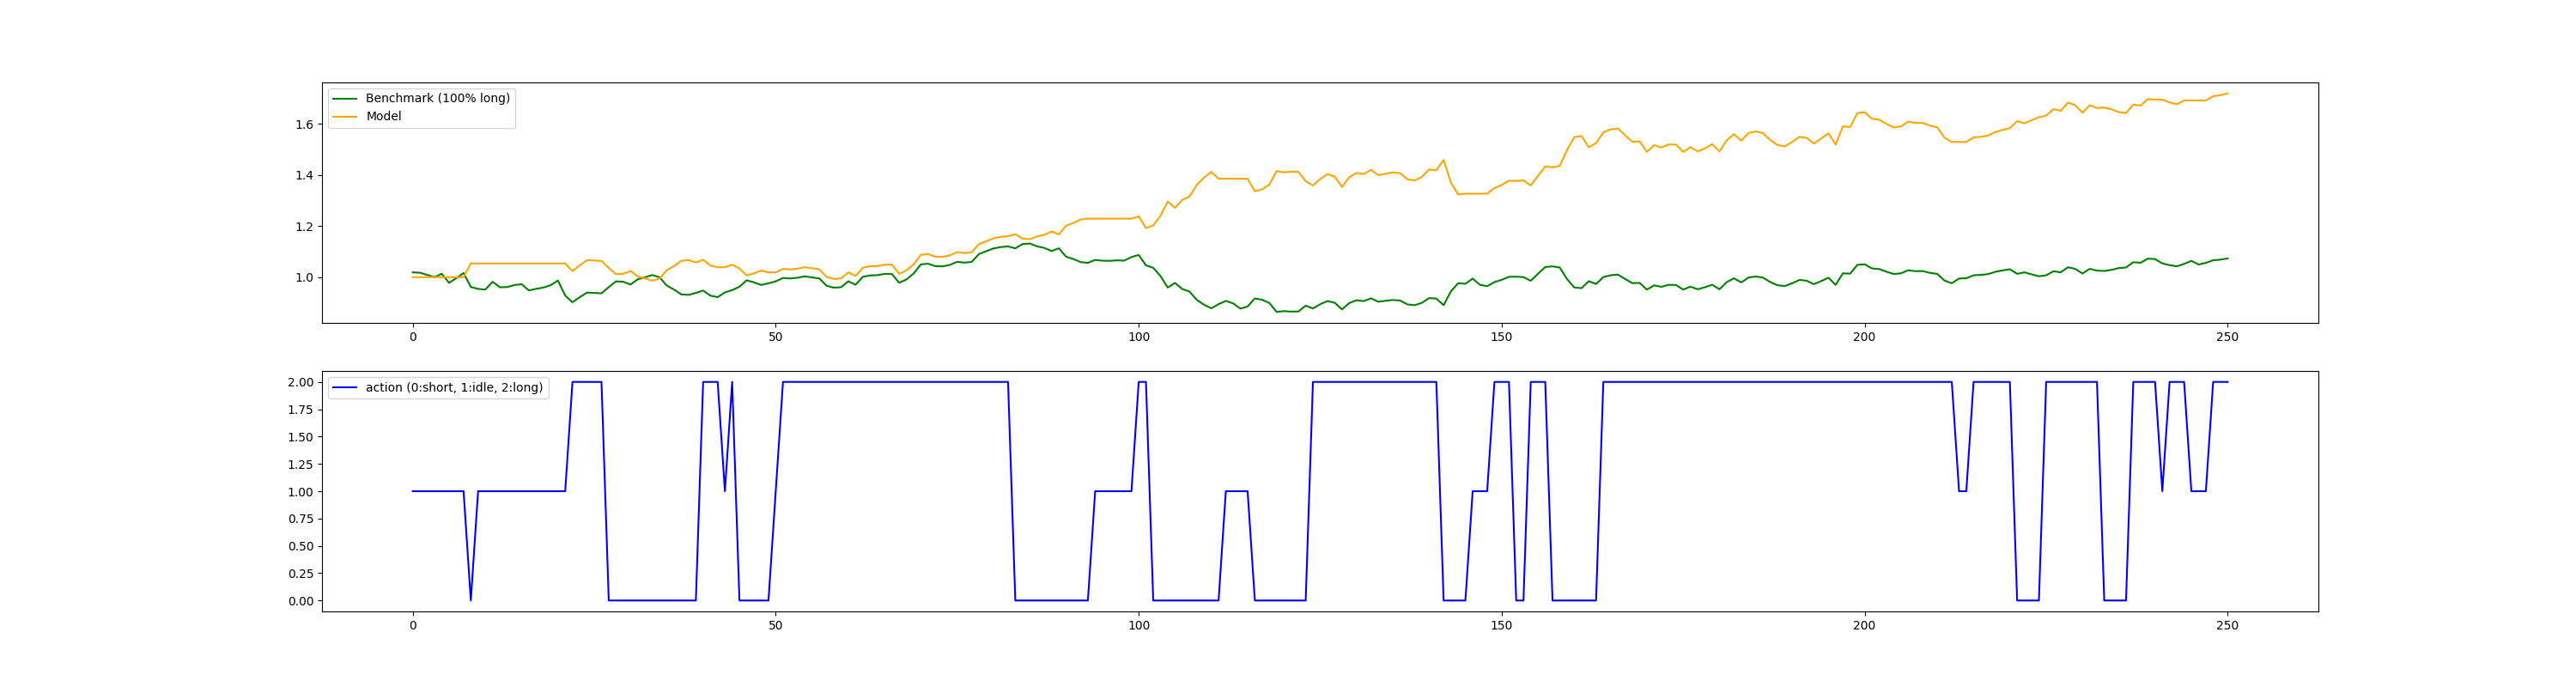 Benchmark (100% long)
Model
1.6
1.4
1.2
1.0
0 50 100 150 200 250
action (0:short, 1:idle, 2:long)
2.00
1.75
1.50
1.25
1.00
0.75
0.50
0.25
0.00
0 50 100 150 200 250